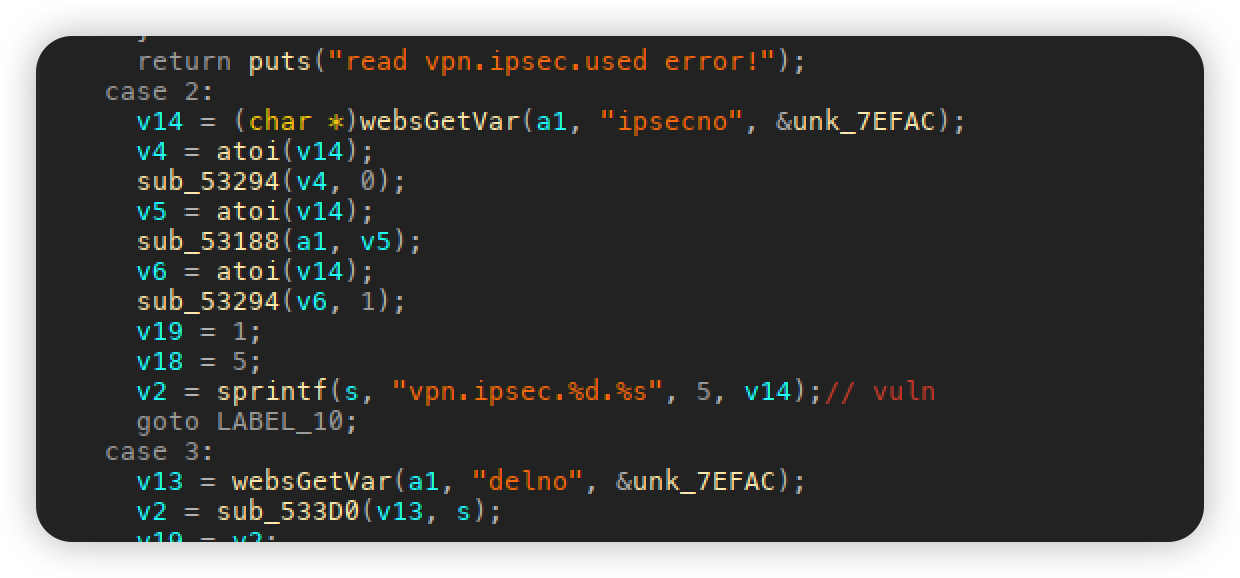 return puts("read vpn.ipsec.used error!");
case 2:
v14 = (char *)websGetVar(a1, "ipsecno", &unk_7EFAC);
v4 = atoi(v14);
sub_53294(v4, 0);
v5 = atoi(v14);
sub_53188(a1, v5);
v6 = atoi(v14);
sub_53294(v6, 1);
v19 = 1;
v18 = 5;
v2 = sprintf(s, "vpn.ipsec.%d.%s", 5, v14);// vuln
goto LABEL_10;
case 3:
v13 = websGetVar(a1, "delno", &unk_7EFAC);
v2 = sub_533D0(v13, s);
v19 = v2;